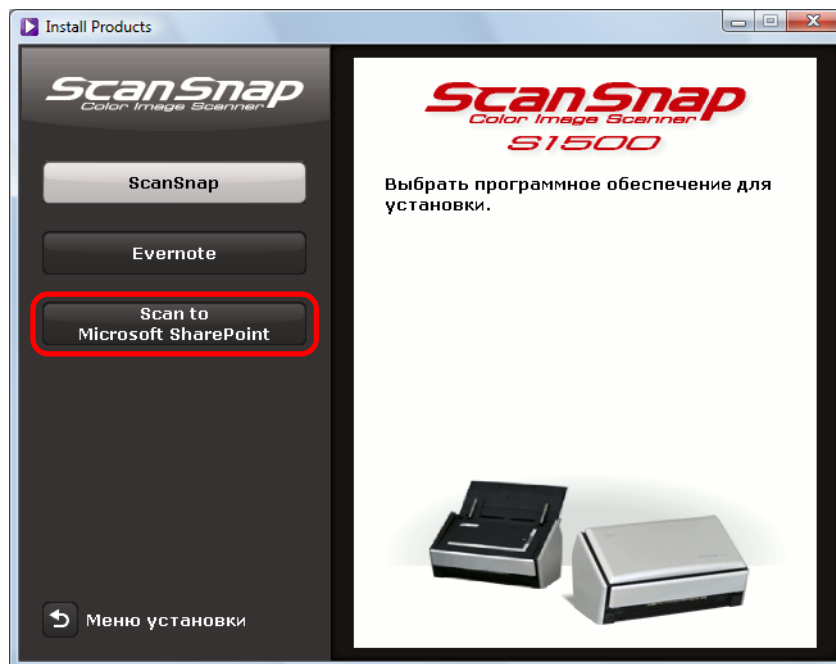 Install Products
ScanSnap
Color Image Scanner
ScanSnap
Evernote
Scan to
Microsoft SharePoint
Меню установки
ScanSnap
Color Image Scanner
S1500
Выбрать программное обеспечение для
установки.